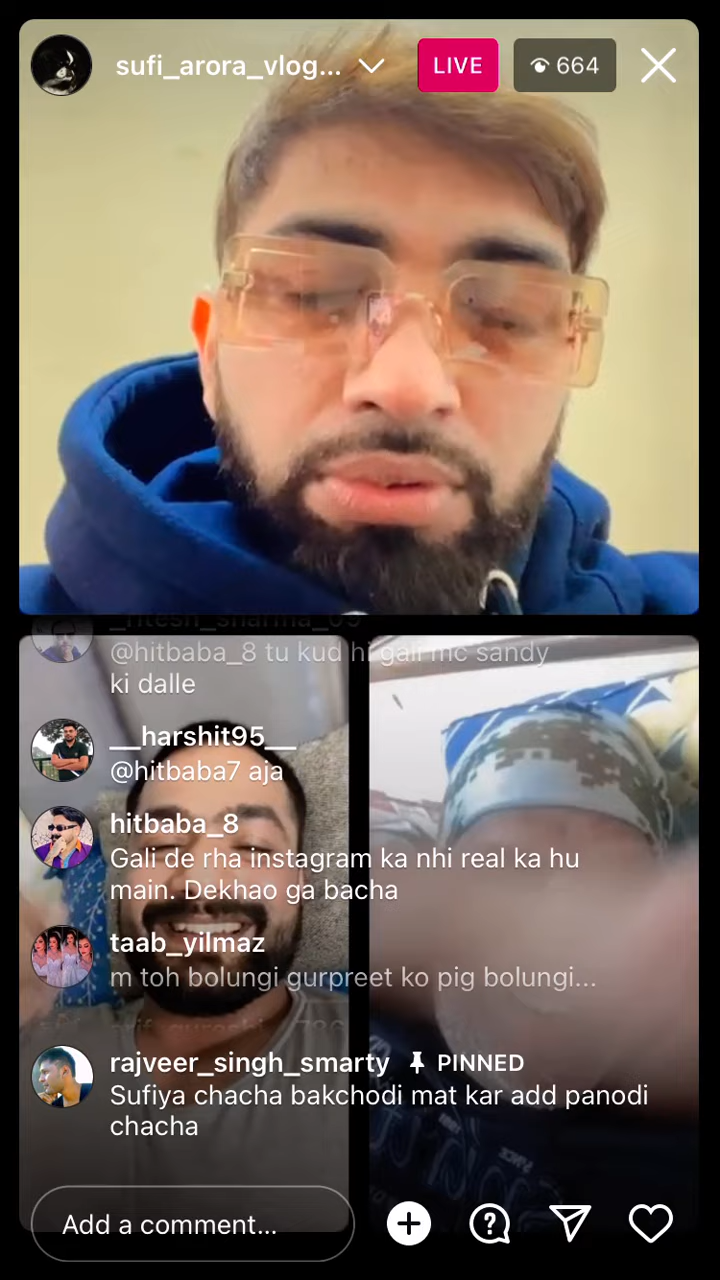 sufi_arora_vlog...
LIVE
664
_ritesh_sharma_09
@hitbaba_8 tu kud hi gali mc sandy
ki dalle
__harshit95__
@hitbaba7 aja
hitbaba_8
Gali de rha instagram ka nhi real ka hu
main. Dekhao ga bacha
taab_yilmaz
m toh bolungi gurpreet ko pig bolungi...
rajveer_singh_smarty PINNED
Sufiya chacha bakchodi mat kar add panodi
chacha
Add a comment...